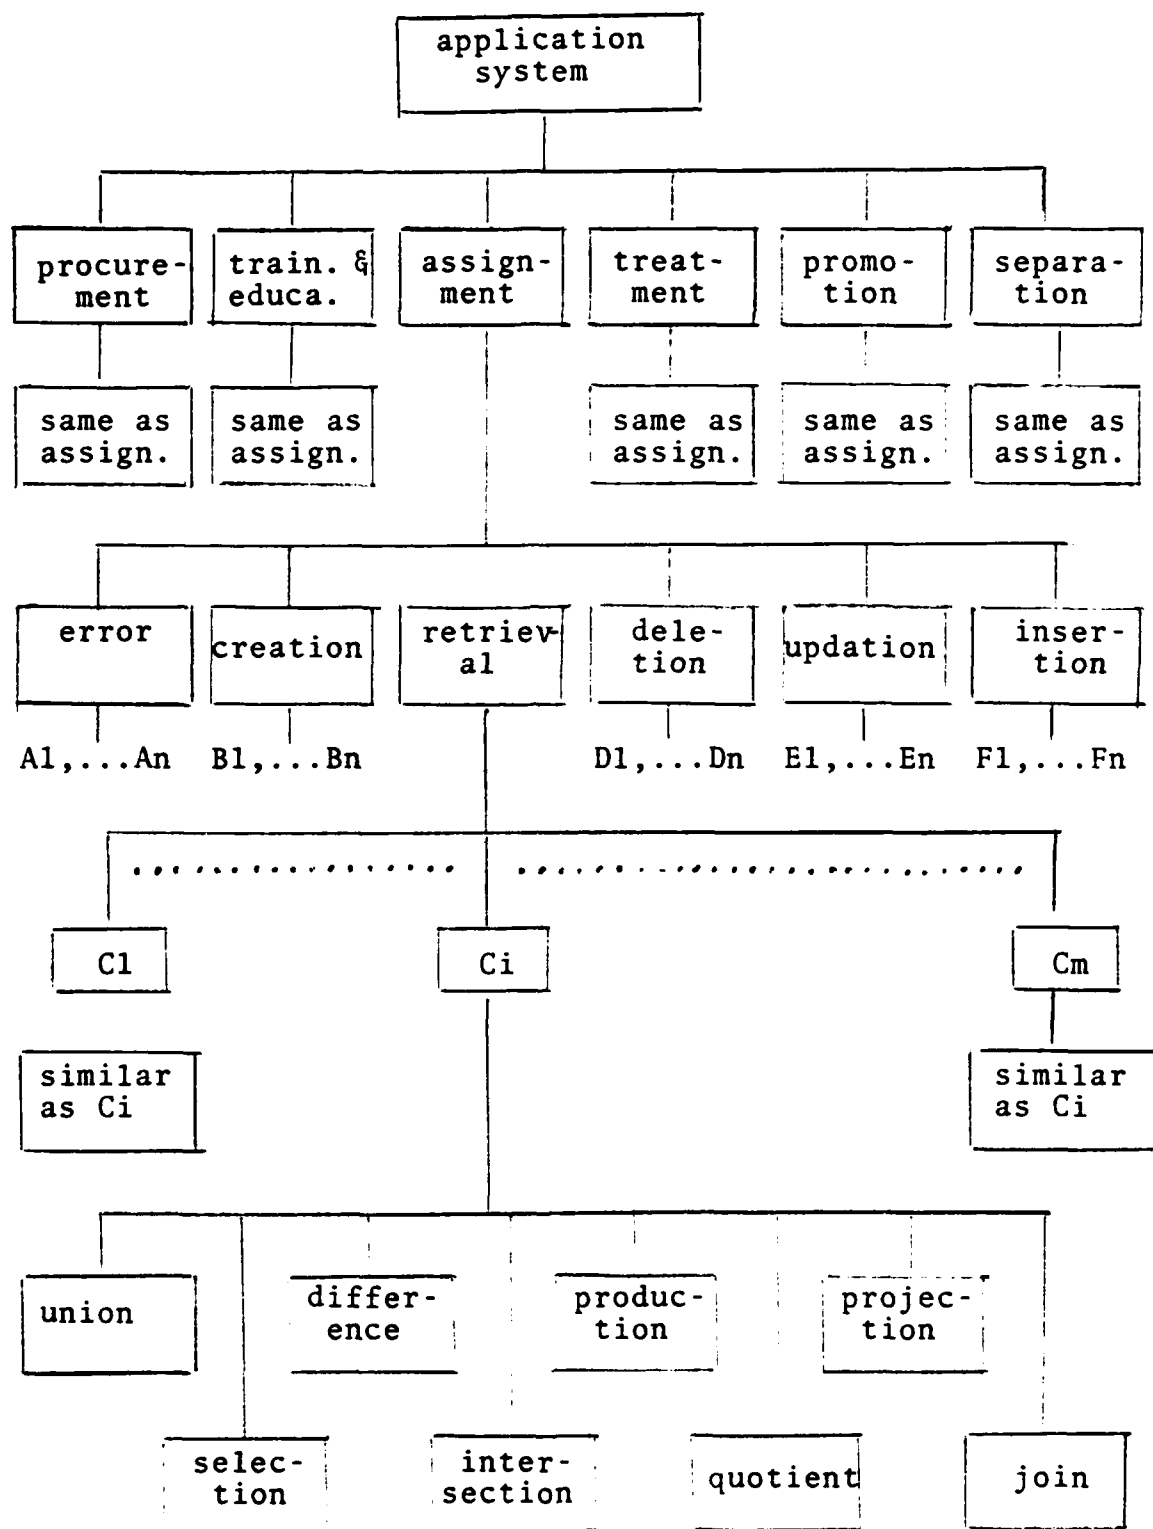 application
system
procure-
ment
train. &
educa.
assign-
ment
treat-
ment
promo-
tion
separa-
tion
same as
assign.
same as
assign.
same as
assign.
same as
assign.
same as
assign.
error
creation
retriev-
al
dele-
tion
updation
inser-
tion
A1,...An
B1,...Bn
D1,...Dn
E1,...En
F1,...Fn
C1
Ci
Cm
similar
as Ci
similar
as Ci
union
differ-
ence
produc-
tion
projec-
tion
selec-
tion
inter-
section
quotient
join